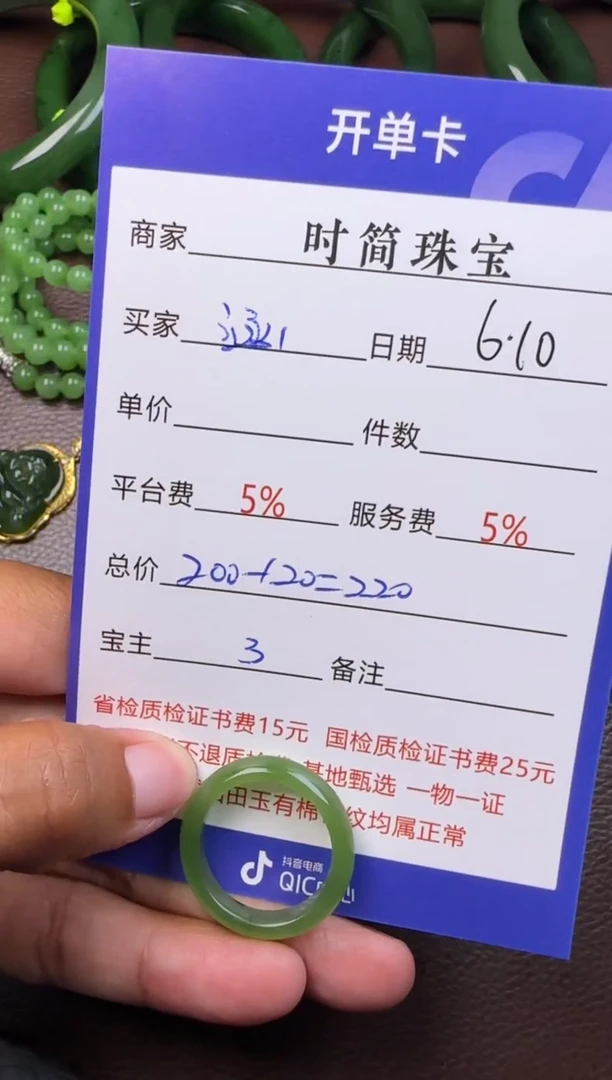 开单卡
商家 时简珠宝
买家 日期 6.10
单价 件数
平台费 5% 服务费 5%
总价 200+20=220
宝主 3 备注
省检质检证书费15元 国检质检证书费25元
不退质 基地甄选 一物一证
田玉有棉 纹均属正常
抖音电商
QIC